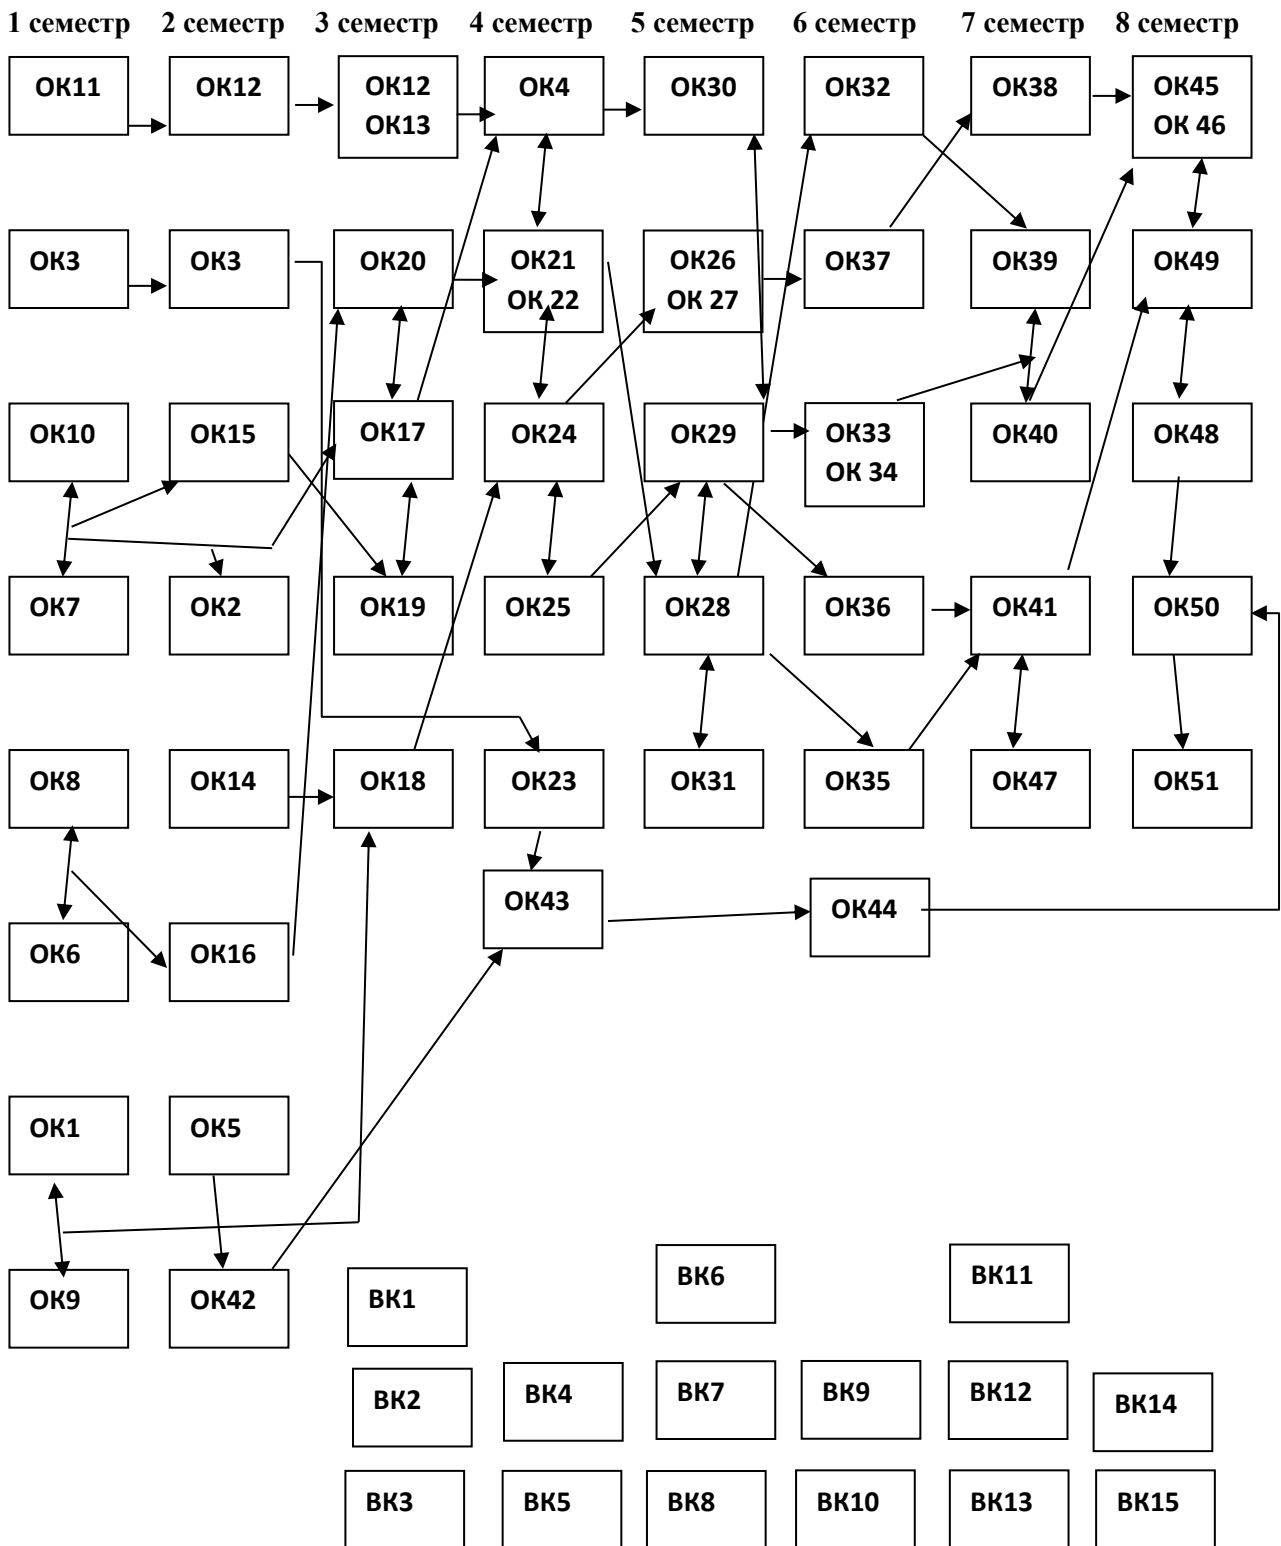 1 семестр 2 семестр 3 семестр 4 семестр 5 семестр 6 семестр 7 семестр 8 семестр
ОК11 ОК12 ОК12 ОК4 ОК30 ОК32 ОК38 ОК45
ОК13 ОК 46
ОК3 ОК3 ОК20 ОК21 ОК26 ОК37 ОК39 ОК49
ОК 22 ОК 27
ОК10 ОК15 ОК17 ОК24 ОК29 ОК33 ОК40 ОК48
ОК 34
ОК7 ОК2 ОК19 ОК25 ОК28 ОК36 ОК41 ОК50
ОК8 ОК14 ОК18 ОК23 ОК31 ОК35 ОК47 ОК51
ОК43 ОК44
ОК6 ОК16
ОК1 ОК5
ОК9 ОК42 ВК1 ВК6 ВК11
ВК2 ВК4 ВК7 ВК9 ВК12 ВК14
ВК3 ВК5 ВК8 ВК10 ВК13 ВК15